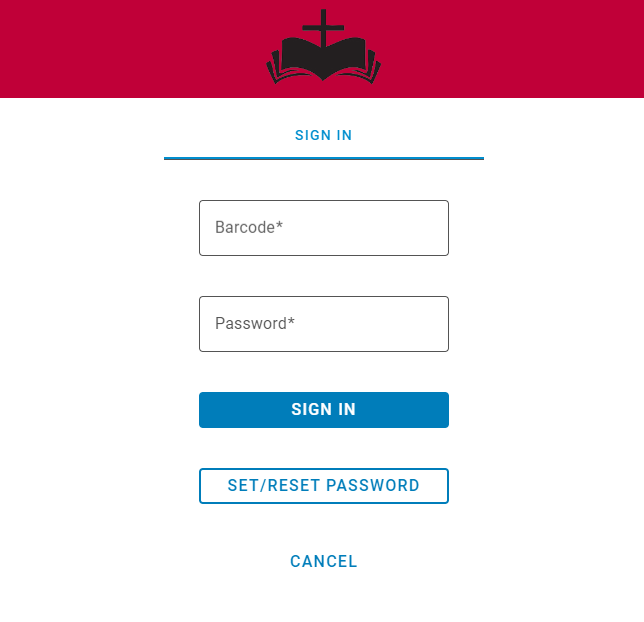 SIGN IN
Barcode*
Password*
SIGN IN
SET/RESET PASSWORD
CANCEL